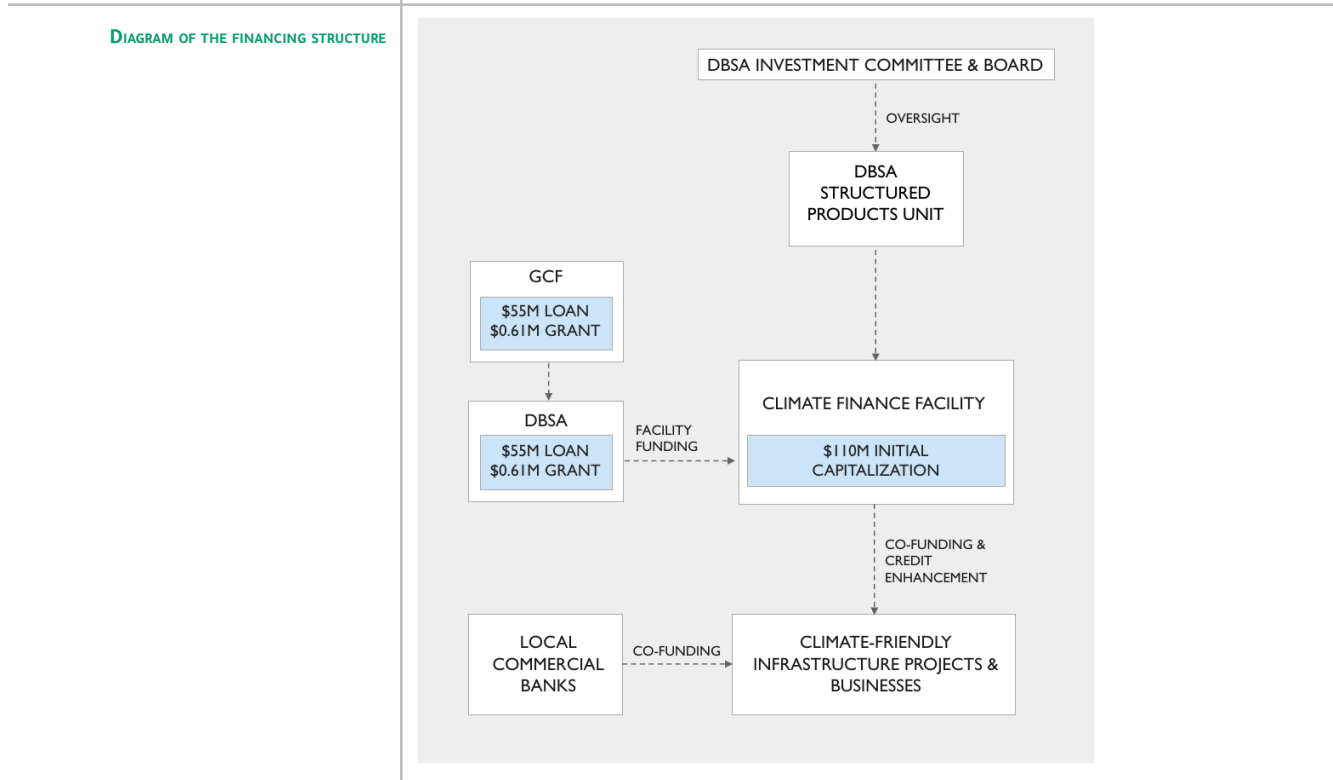 Diagram of the financing structure
DBSA INVESTMENT COMMITTEE & BOARD
OVERSIGHT
DBSA
STRUCTURED
PRODUCTS UNIT
GCF
$55M LOAN
$0.61M GRANT
DBSA
$55M LOAN
$0.61M GRANT
FACILITY
FUNDING
CLIMATE FINANCE FACILITY
$110M INITIAL
CAPITALIZATION
CO-FUNDING &
CREDIT
ENHANCEMENT
LOCAL
COMMERCIAL
BANKS
CO-FUNDING
CLIMATE-FRIENDLY
INFRASTRUCTURE PROJECTS &
BUSINESSES